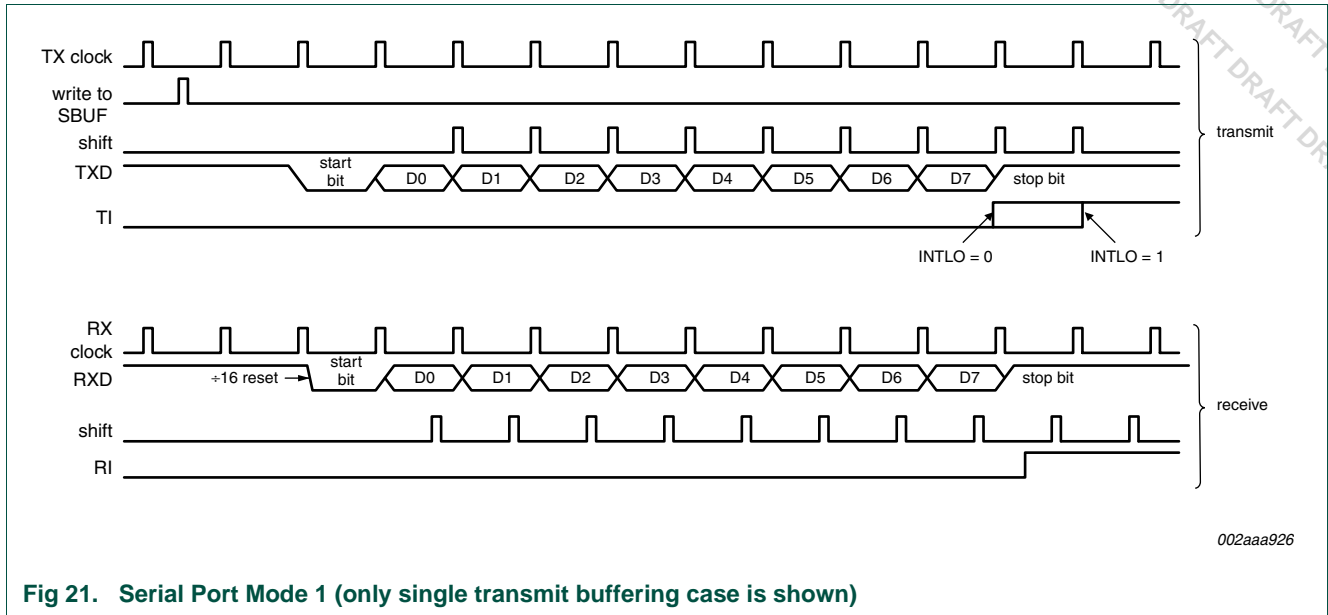 DRAFT DRAFT
DRAFT DRAFT DR
TX clock
write to
SBUF
shift
transmit
TXD
start
bit
D0 D1 D2 D3 D4 D5 D6 D7 stop bit
TI
INTLO = 0 INTLO = 1
RX
clock
RXD
÷16 reset
start
bit
D0 D1 D2 D3 D4 D5 D6 D7 stop bit
receive
shift
RI
002aaa926
Fig 21. Serial Port Mode 1 (only single transmit buffering case is shown)